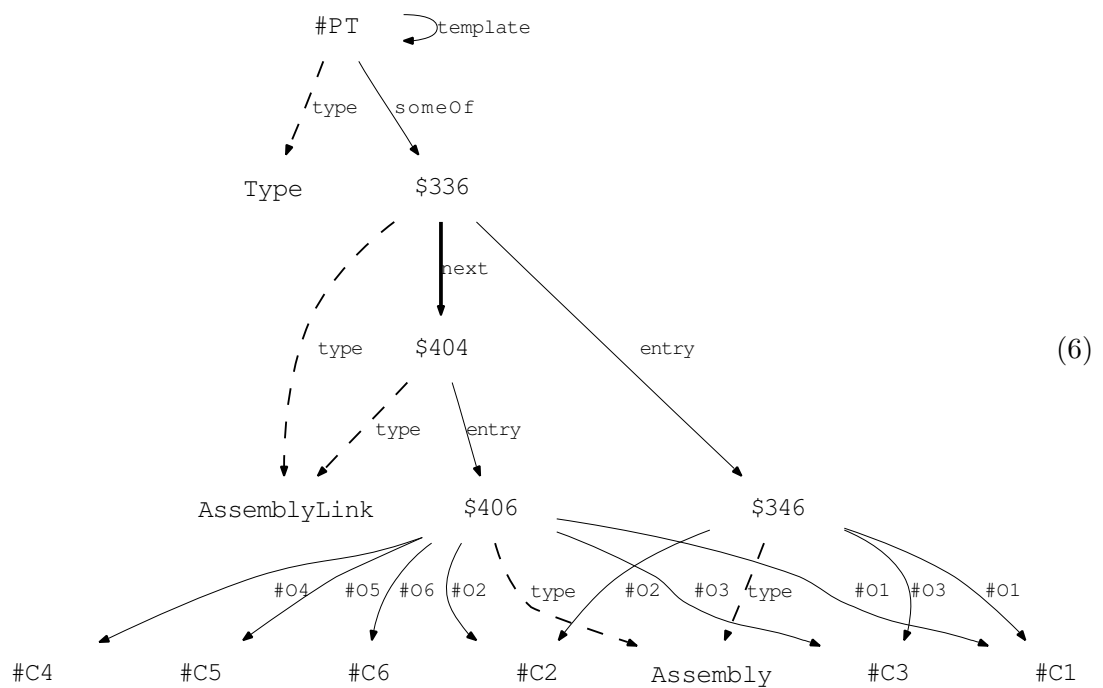 #PT template
type someOf
Type $336
next
type $404 entry (6)
type entry
AssemblyLink $406 $346
#O4 #O5 #O6 #O2 type #O2 #O3 type #O1 #O3 #O1
#C4 #C5 #C6 #C2 Assembly #C3 #C1